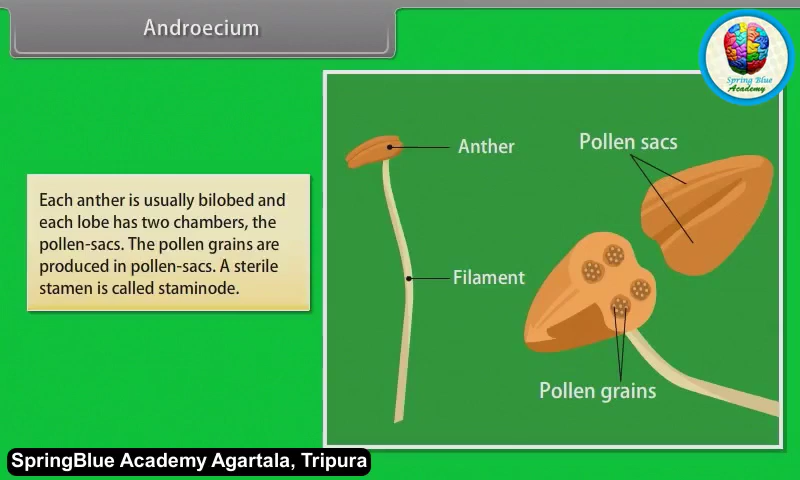 Androecium
Spring Blue
Academy
Anther
Pollen sacs
Each anther is usually bilobed and
each lobe has two chambers, the
pollen-sacs. The pollen grains are
produced in pollen-sacs. A sterile
stamen is called staminode.
Filament
Pollen grains
SpringBlue Academy Agartala, Tripura